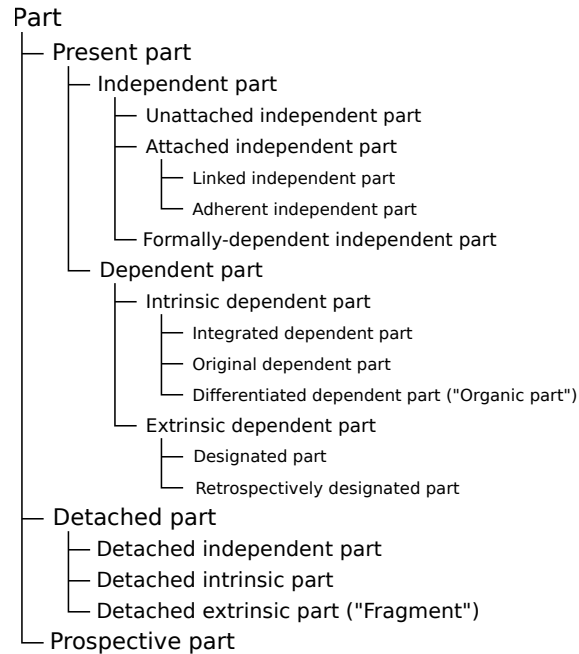 Part
Present part
Independent part
Unattached independent part
Attached independent part
Linked independent part
Adherent independent part
Formally-dependent independent part
Dependent part
Intrinsic dependent part
Integrated dependent part
Original dependent part
Differentiated dependent part ("Organic part")
Extrinsic dependent part
Designated part
Retrospectively designated part
Detached part
Detached independent part
Detached intrinsic part
Detached extrinsic part ("Fragment")
Prospective part